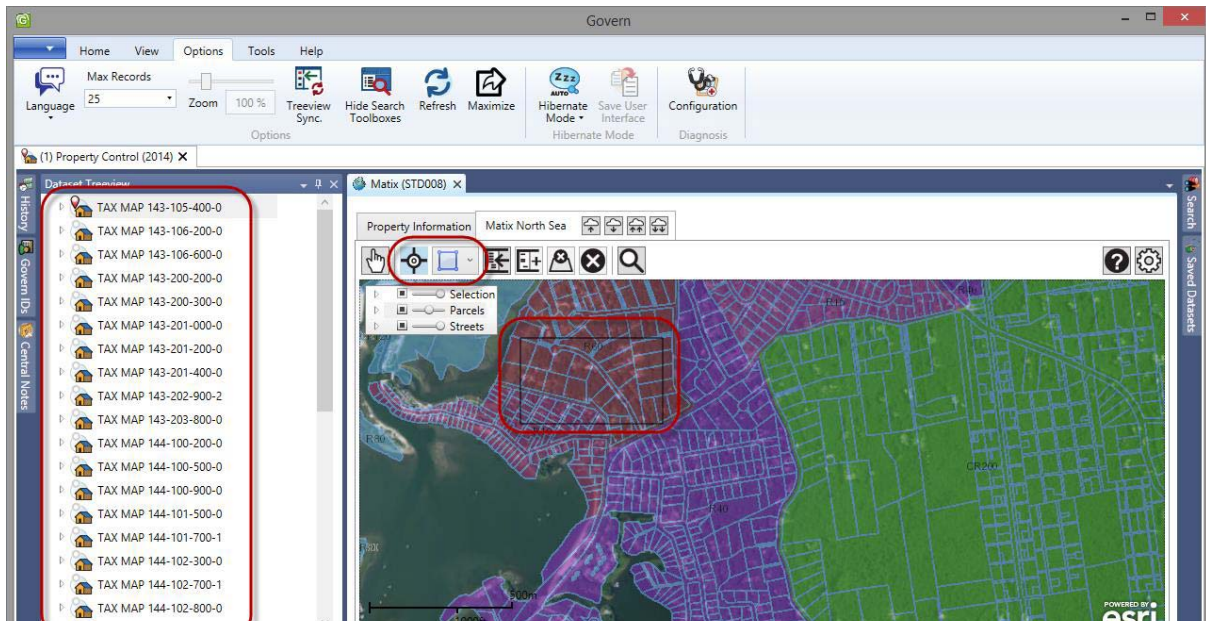 Govern
Home View Options Tools Help
Language
Max Records
25
Zoom 100 %
Treeview Sync.
Hide Search Toolboxes
Refresh
Maximize
Zzz
AUTO
Hibernate Mode
Save User Interface
Configuration
Options
Hibernate Mode
Diagnosis
(1) Property Control (2014)
History
Govern IDs
Central Notes
Dataset Treeview
TAX MAP 143-105-400-0
TAX MAP 143-106-200-0
TAX MAP 143-106-600-0
TAX MAP 143-200-200-0
TAX MAP 143-200-300-0
TAX MAP 143-201-000-0
TAX MAP 143-201-200-0
TAX MAP 143-201-400-0
TAX MAP 143-202-900-2
TAX MAP 143-203-800-0
TAX MAP 144-100-200-0
TAX MAP 144-100-500-0
TAX MAP 144-100-900-0
TAX MAP 144-101-500-0
TAX MAP 144-101-700-1
TAX MAP 144-102-300-0
TAX MAP 144-102-700-1
TAX MAP 144-102-800-0
Matix (STD008)
Property Information
Matix North Sea
Selection
Parcels
Streets
R80
CR200
R40
500m
POWERED BY
esri
Search
Saved Datasets